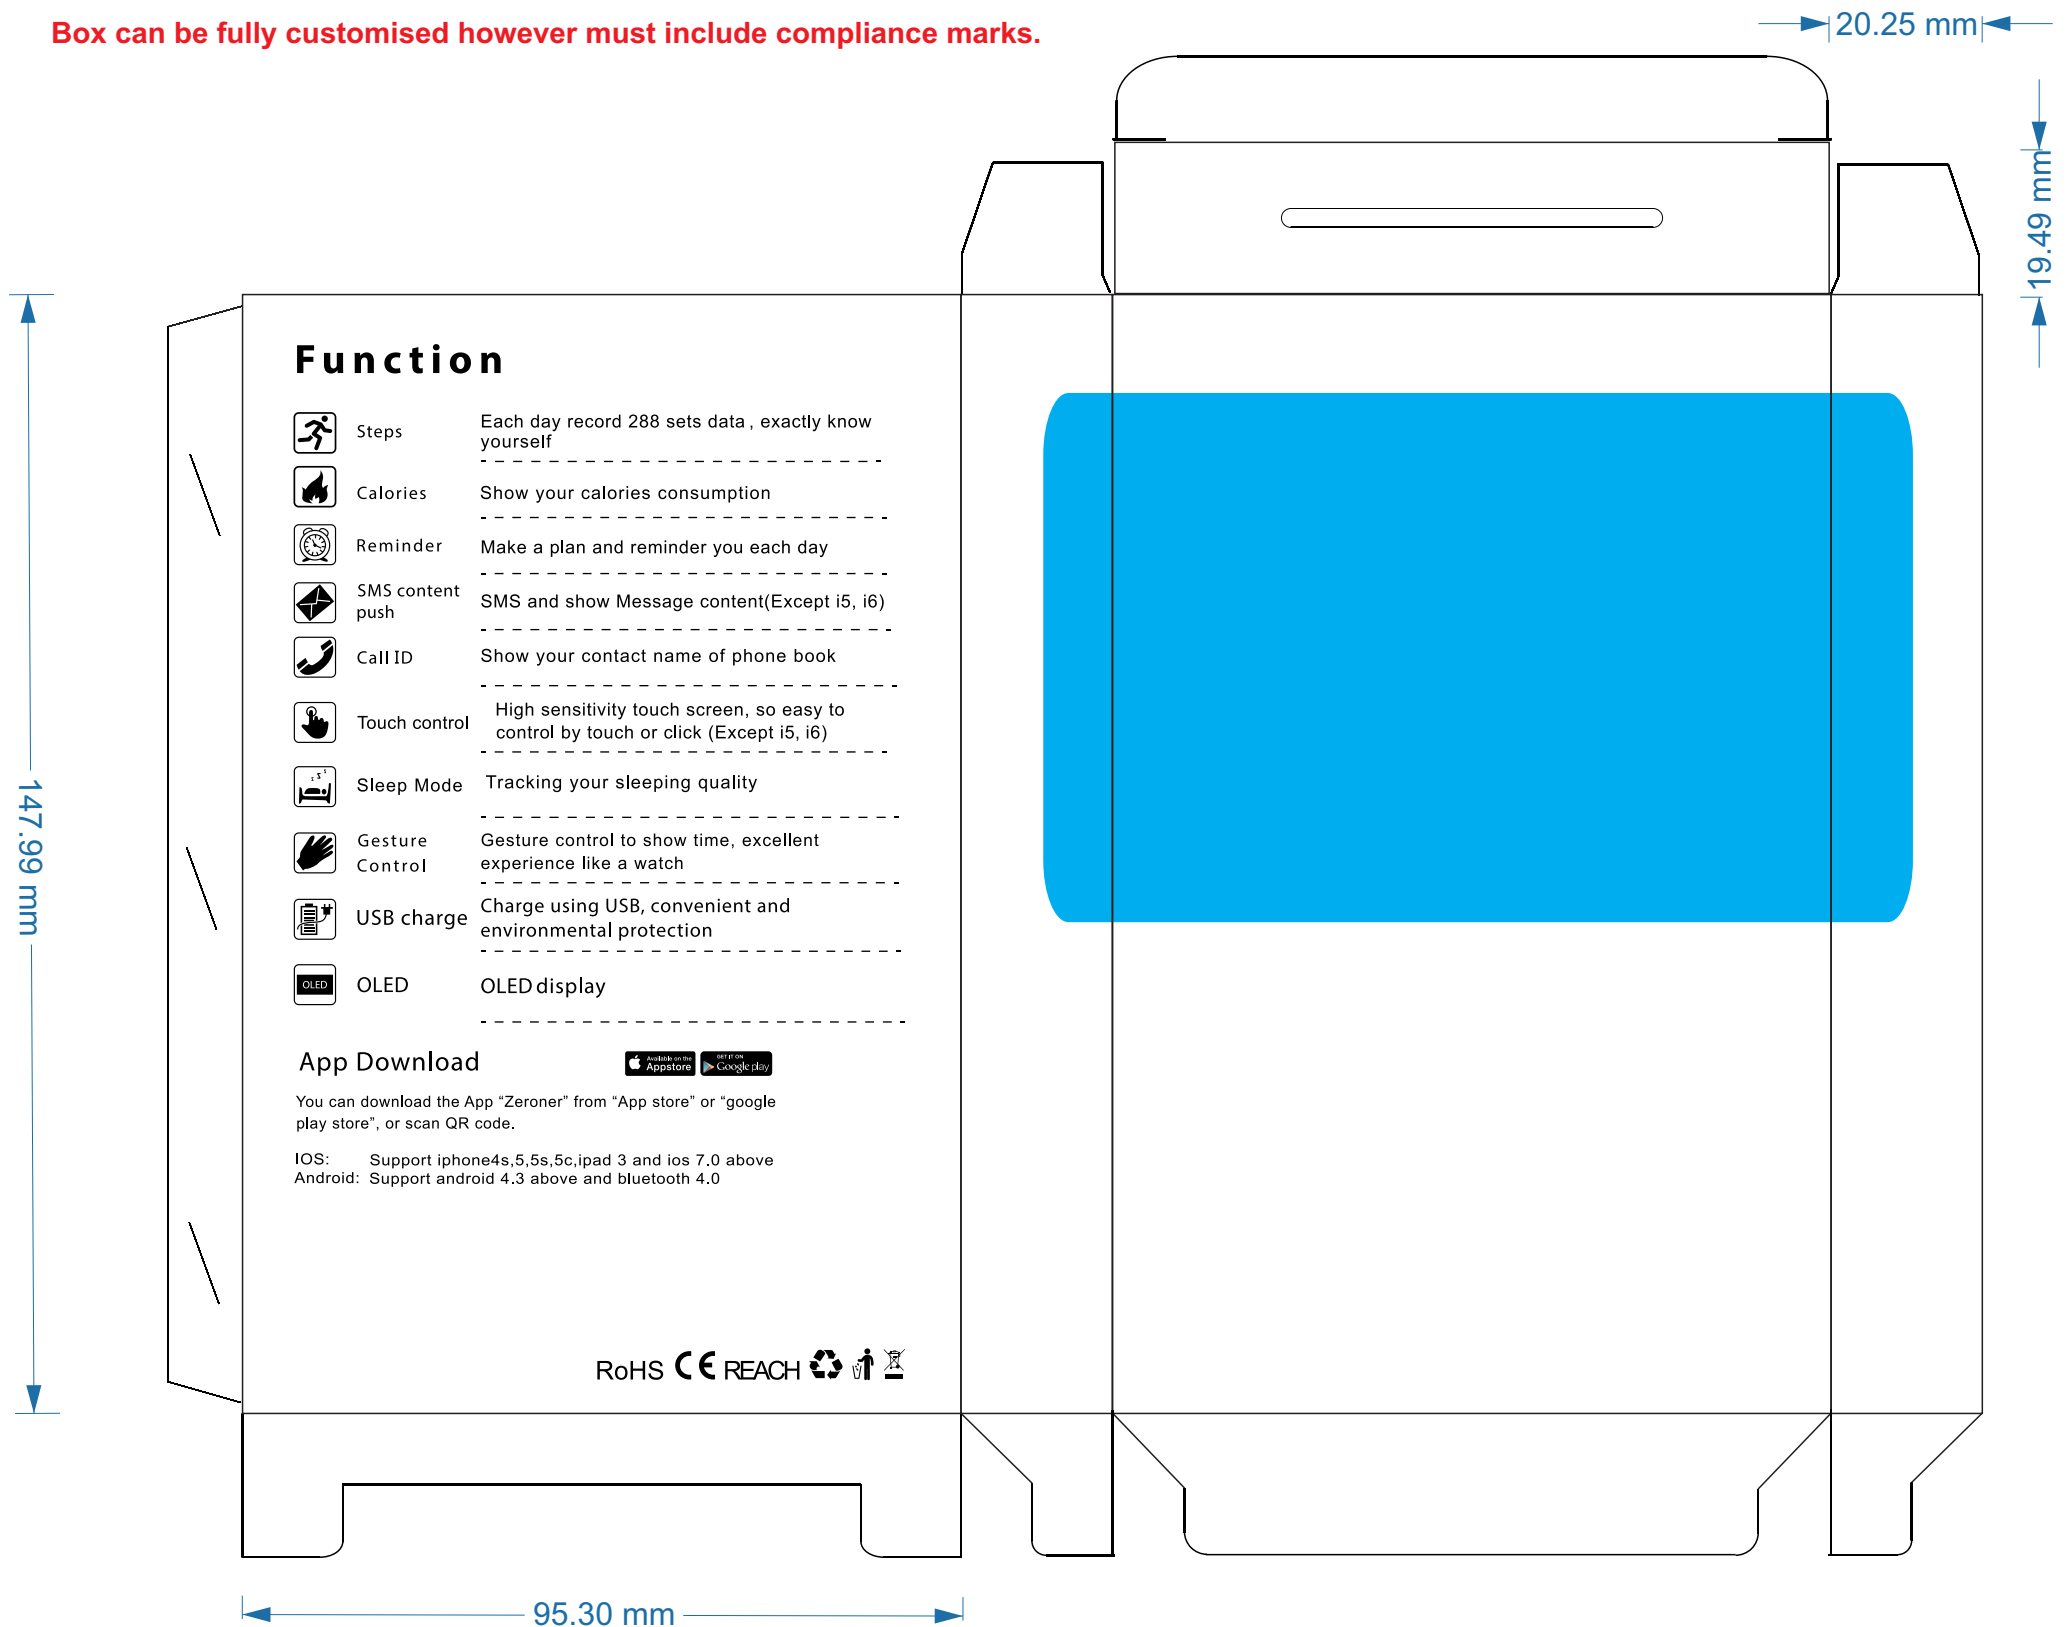 Box can be fully customised however must include compliance marks.
20.25 mm
19.49 mm
147.99 mm
Function
Steps
Each day record 288 sets data , exactly know
yourself
Calories
Show your calories consumption
Reminder
Make a plan and reminder you each day
SMS content
push
SMS and show Message content(Except i5, i6)
Call ID
Show your contact name of phone book
Touch control
High sensitivity touch screen, so easy to
control by touch or click (Except i5, i6)
z z z
Sleep Mode
Tracking your sleeping quality
Gesture
Control
Gesture control to show time, excellent
experience like a watch
USB charge
Charge using USB, convenient and
environmental protection
OLED
OLED
OLED display
App Download
Available on the
Appstore
GET IT ON
Google play
You can download the App “Zeroner” from “App store” or “google
play store”, or scan QR code.
IOS: Support iphone4s,5,5s,5c,ipad 3 and ios 7.0 above
Android: Support android 4.3 above and bluetooth 4.0
RoHS CE REACH
95.30 mm